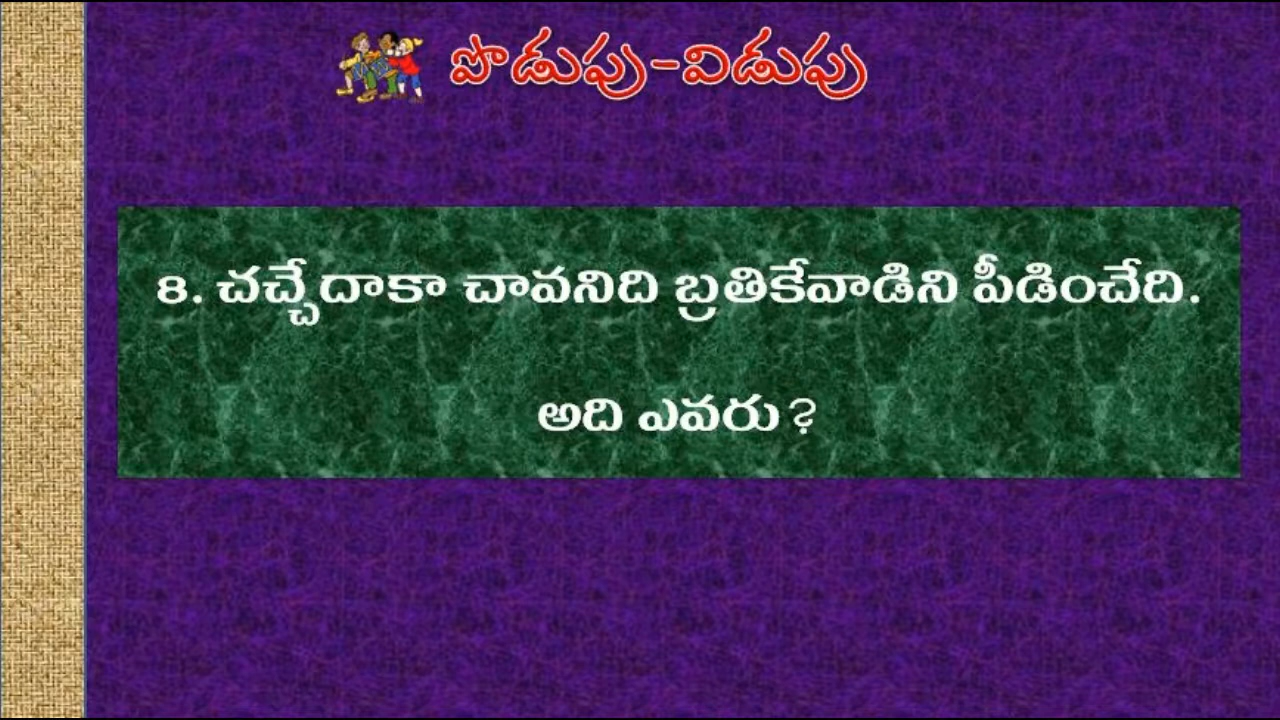 పొడుపు-విడుపు
8. చచ్చేదాకా చావనిది బ్రతికేవాడిని పీడించేది.
అది ఎవరు?